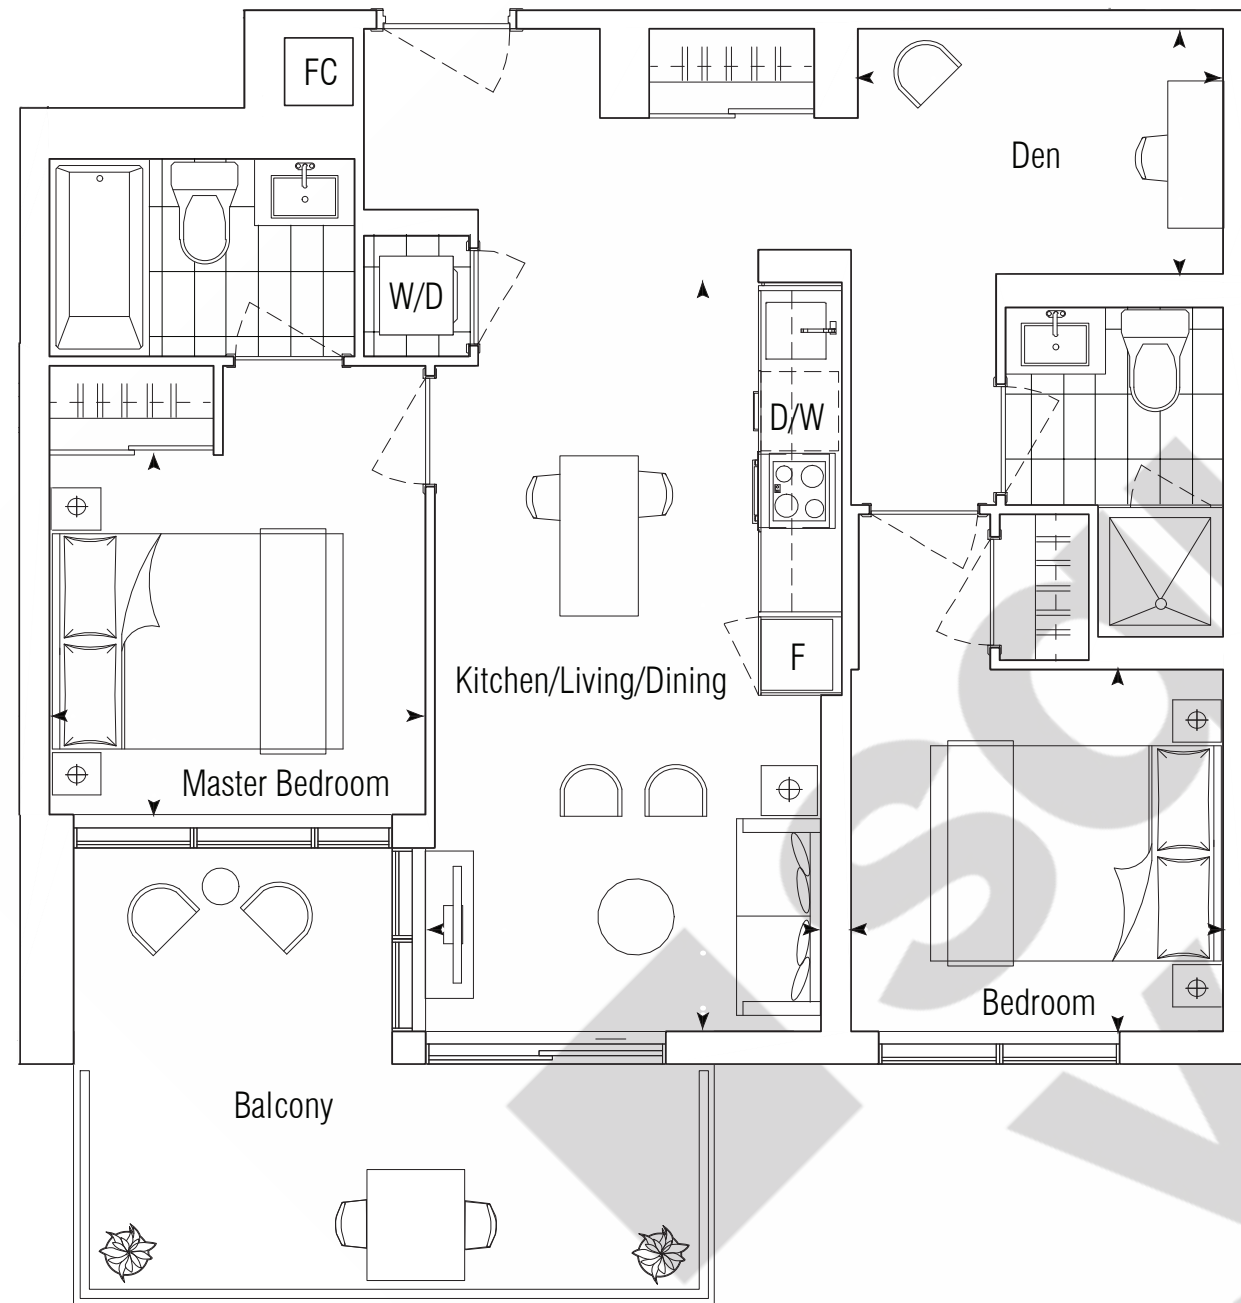 FC
Den
W/D
D/W
F
Kitchen/Living/Dining
Master Bedroom
Bedroom
Balcony